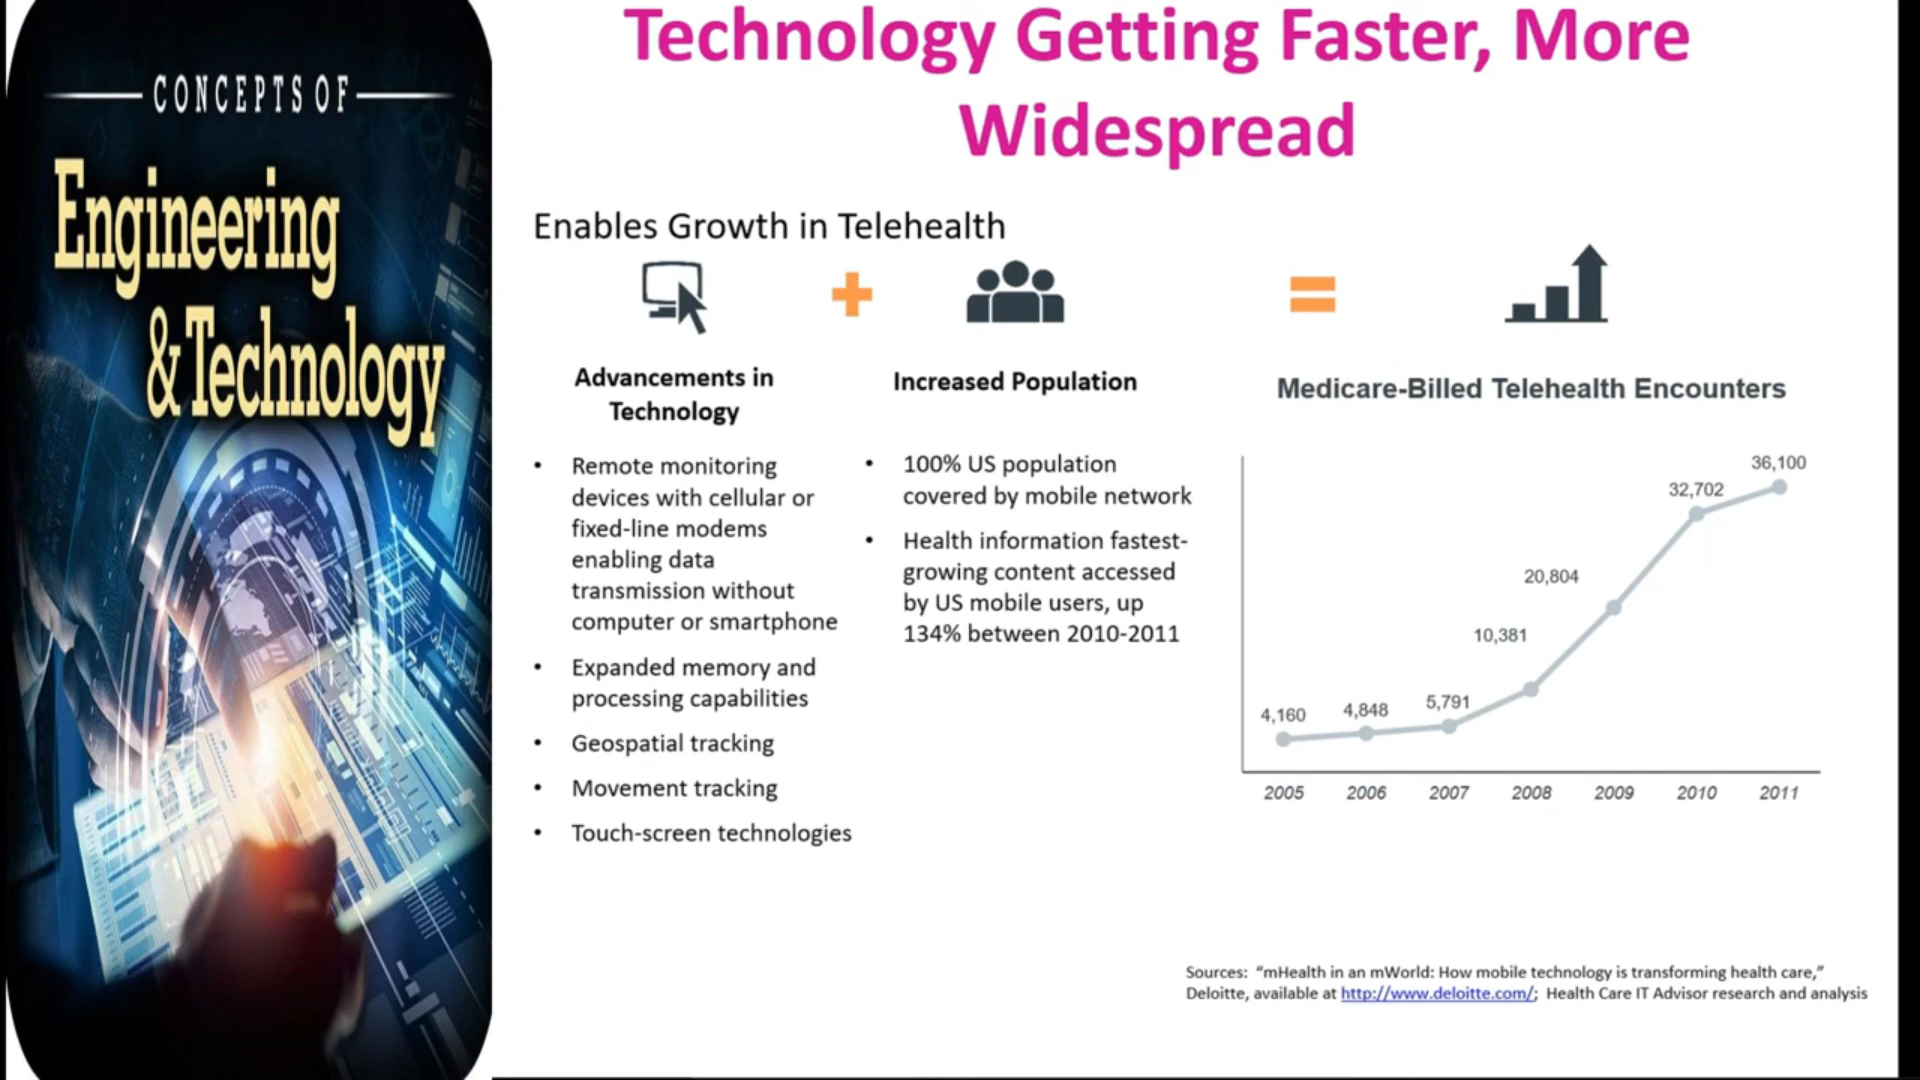 CONCEPTS OF
Engineering
& Technology
Technology Getting Faster, More
Widespread
Enables Growth in Telehealth
Advancements in
Technology
• Remote monitoring
devices with cellular or
fixed-line modems
enabling data
transmission without
computer or smartphone
• Expanded memory and
processing capabilities
• Geospatial tracking
• Movement tracking
• Touch-screen technologies
Increased Population
• 100% US population
covered by mobile network
• Health information fastest-
growing content accessed
by US mobile users, up
134% between 2010-2011
Medicare-Billed Telehealth Encounters
4,160
4,848
5,791
10,381
20,804
32,702
36,100
2005 2006 2007 2008 2009 2010 2011
Sources: “mHealth in an mWorld: How mobile technology is transforming health care,”
Deloitte, available at http://www.deloitte.com/; Health Care IT Advisor research and analysis